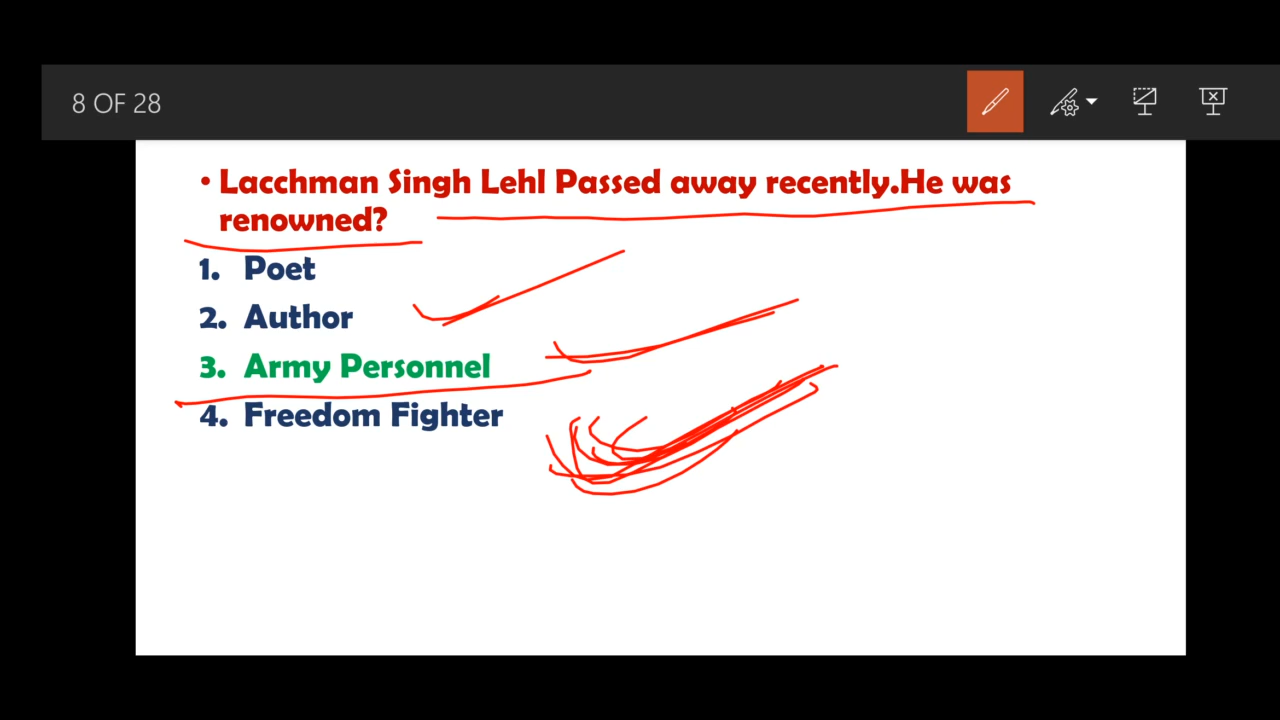 8 OF 28
• Lacchman Singh Lehl Passed away recently.He was
renowned?
1. Poet
2. Author
3. Army Personnel
4. Freedom Fighter